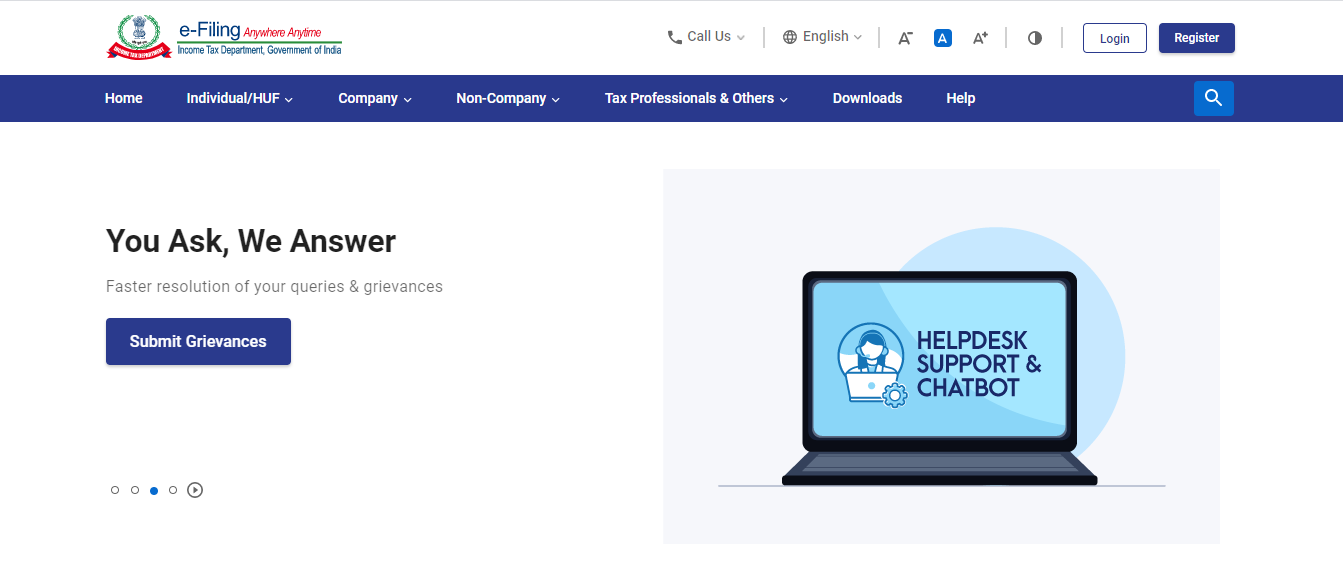 e-Filing Anywhere Anytime
Income Tax Department, Government of India
INCOME TAX DEPARTMENT
Call Us
English
A-
A
A+
Login
Register
Home
Individual/HUF
Company
Non-Company
Tax Professionals & Others
Downloads
Help
You Ask, We Answer
Faster resolution of your queries & grievances
Submit Grievances
HELPDESK
SUPPORT &
CHATBOT